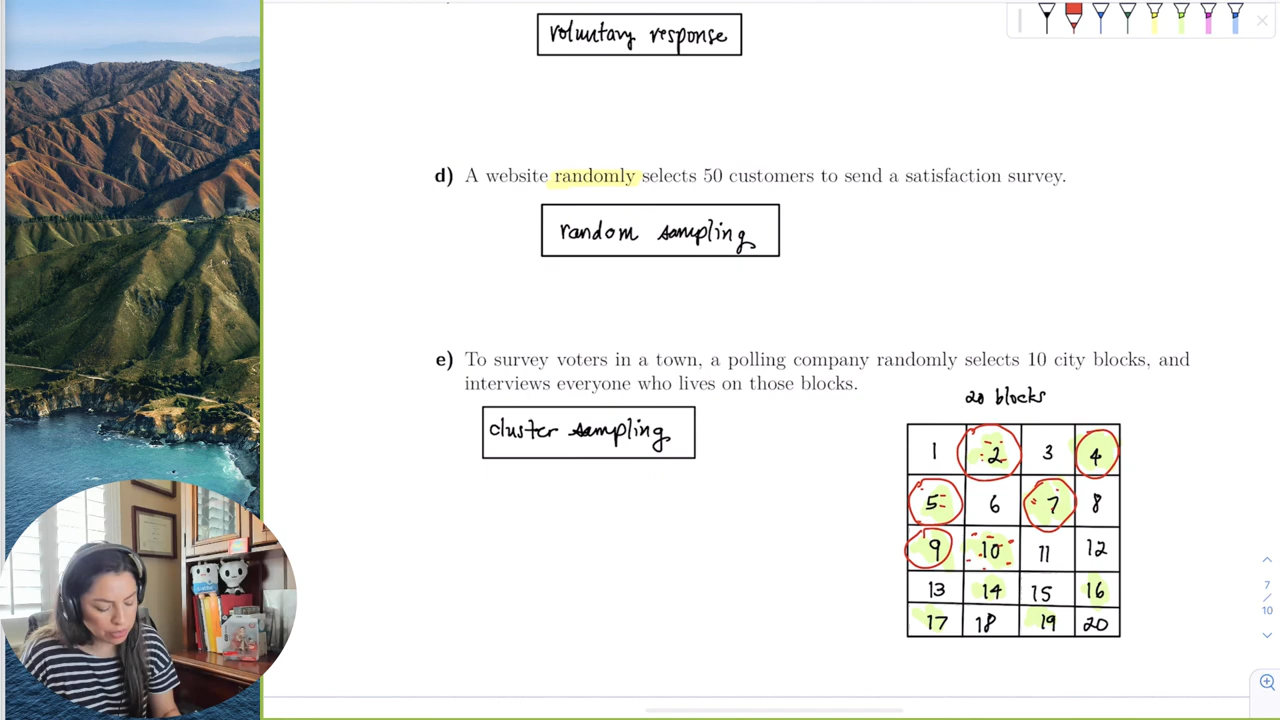 voluntary response
d) A website randomly selects 50 customers to send a satisfaction survey.
random sampling
e) To survey voters in a town, a polling company randomly selects 10 city blocks, and
interviews everyone who lives on those blocks.
20 blocks
cluster sampling
1 2 3 4
5 6 7 8
9 10 11 12
13 14 15 16
17 18 19 20
7
/
10